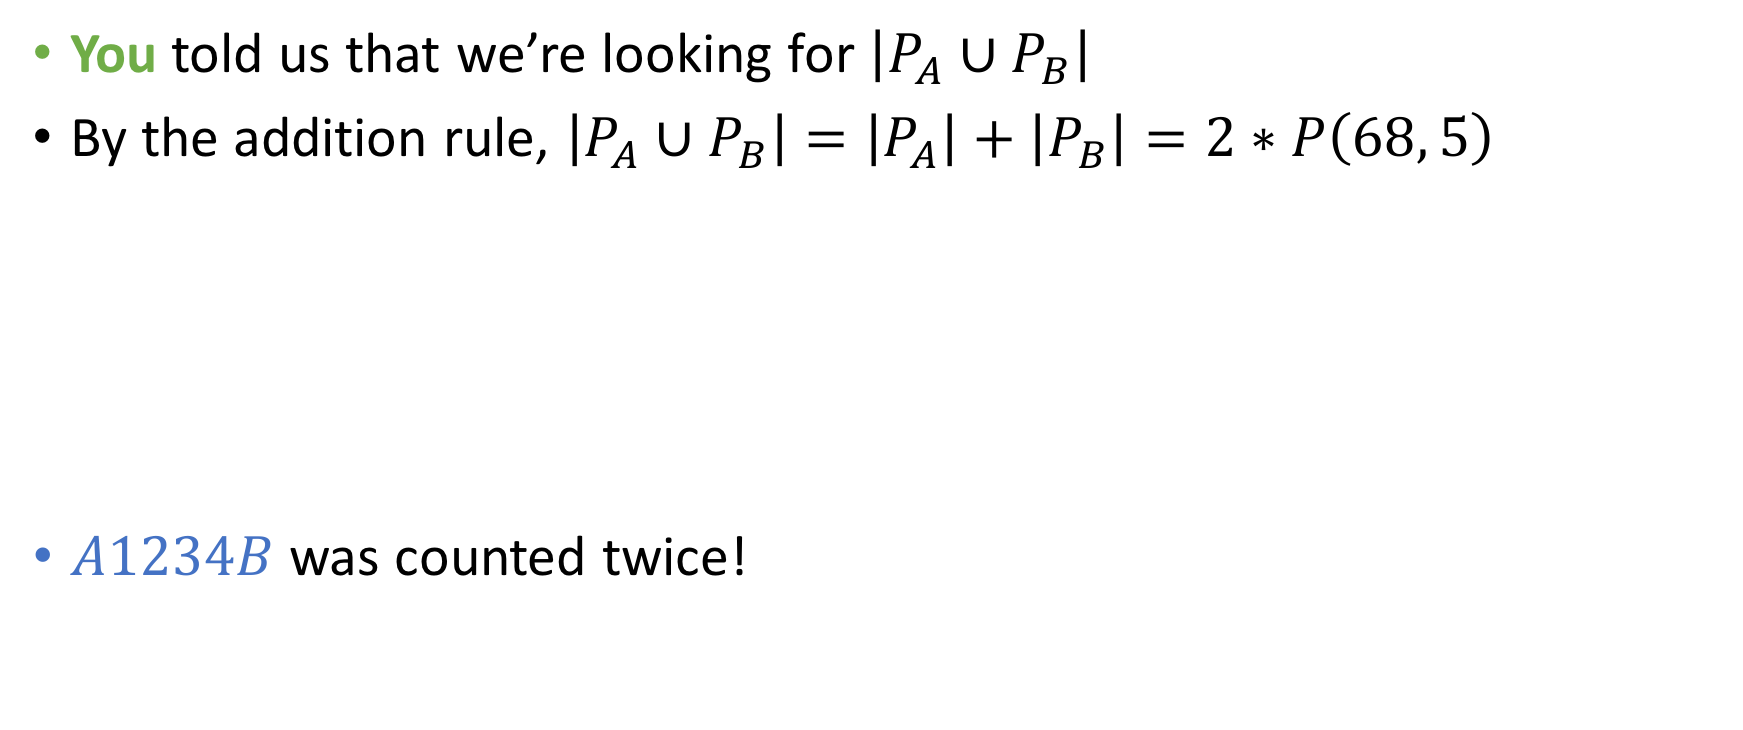 • You told us that we’re looking for |𝑃_𝐴 ∪ 𝑃_𝐵|
• By the addition rule, |𝑃_𝐴 ∪ 𝑃_𝐵| = |𝑃_𝐴| + |𝑃_𝐵| = 2 ∗ 𝑃(68, 5)
• 𝐴1234𝐵 was counted twice!